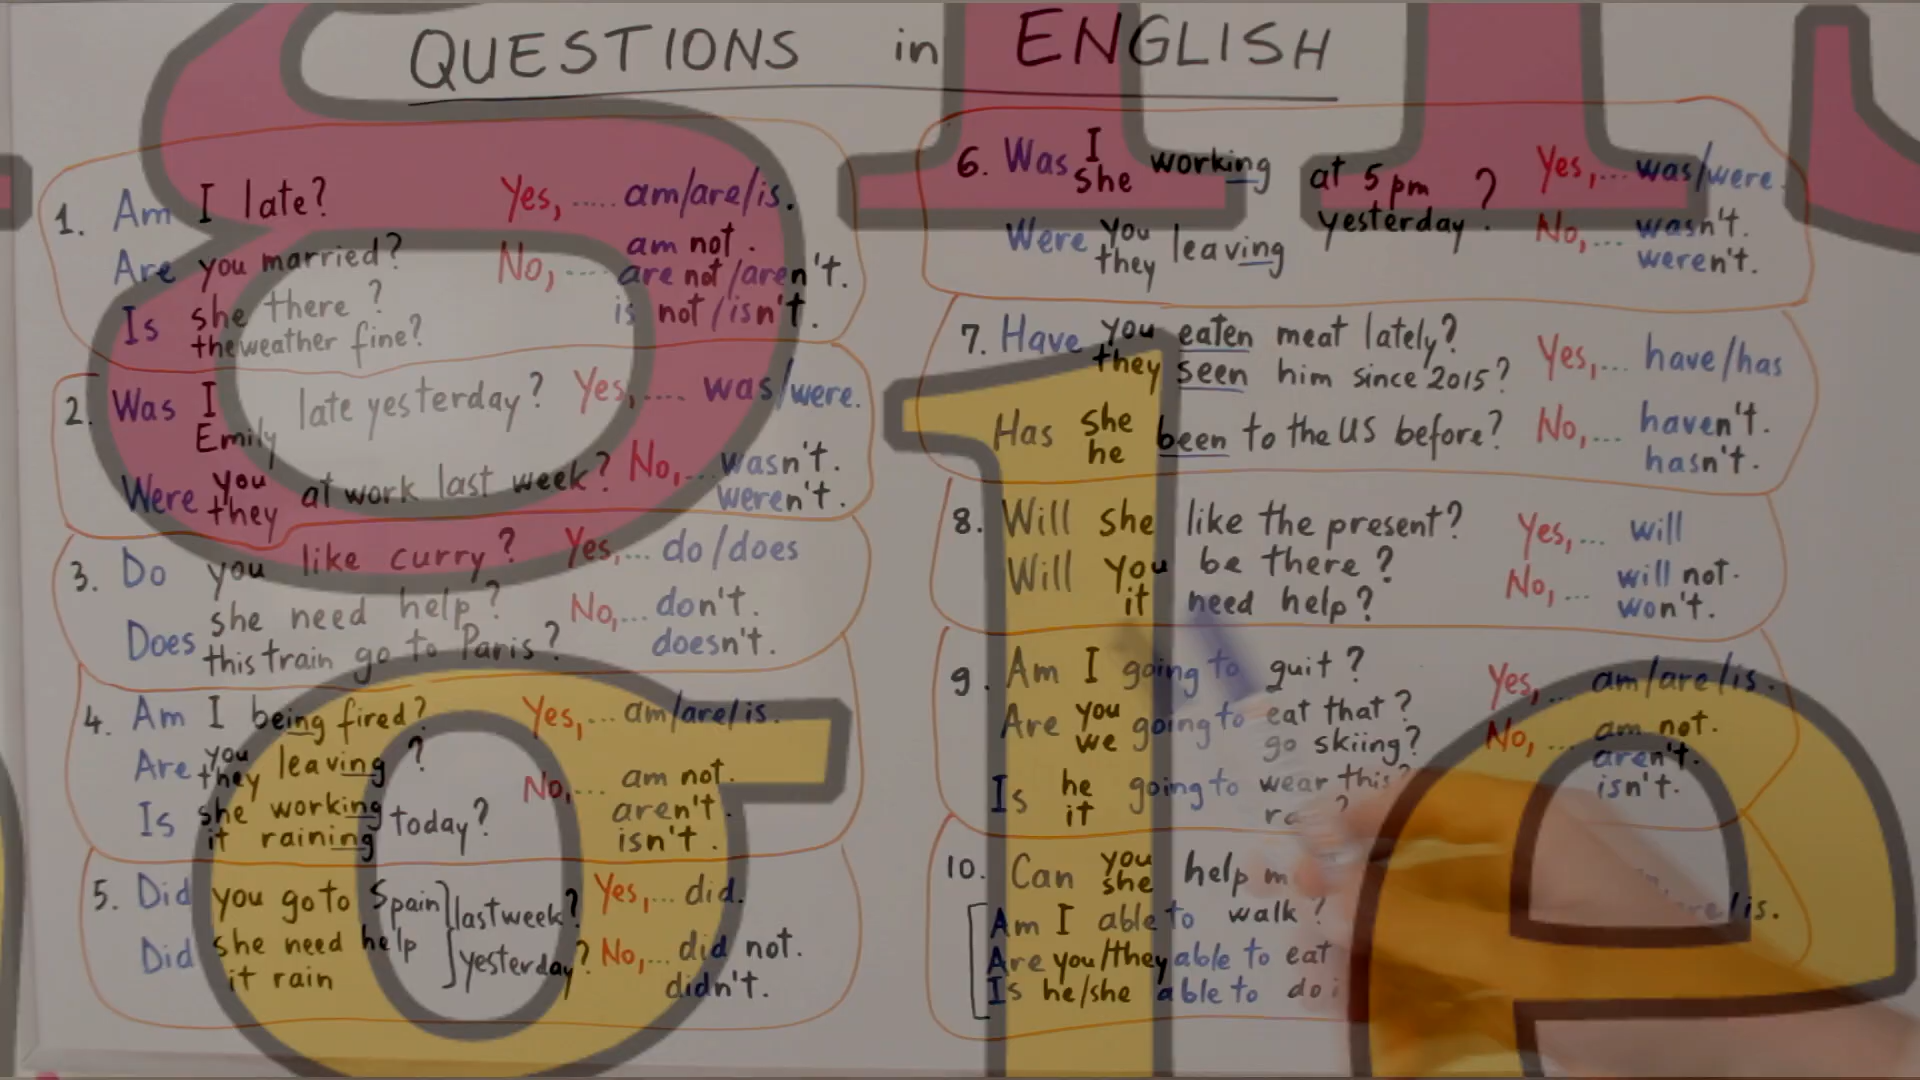 QUESTIONS in ENGLISH
1. Am I late? Yes, ..... am/are/is.
Are you married? No, ..... am not.
are not/aren't.
Is she there? is not/isn't.
the weather fine?
2. Was I late yesterday? Yes, .... was/were.
Emily
Were you at work last week? No, ... wasn't.
they weren't.
3. Do you like curry? Yes, ... do/does
she need help? No, ... don't.
Does this train go to Paris? doesn't.
4. Am I being fired? Yes, ... am/are/is.
Are you leaving?
they
No, ... am not.
Is she working today? aren't.
it raining isn't.
5. Did you go to Spain last week? Yes, ... did.
Did she need help yesterday? No, ... did not.
it rain didn't.
6. Was I working at 5 pm ? Yes, ... was/were.
she yesterday.
Were you leaving No, ... wasn't.
they weren't.
7. Have you eaten meat lately? Yes, ... have/has
they seen him since 2015?
Has she been to the US before? No, ... haven't.
he hasn't.
8. Will she like the present? Yes, ... will
Will you be there? No, ... will not.
it need help? won't.
9. Am I going to quit? Yes, ... am/are/is.
Are you going to eat that? No, ... am not.
we go skiing? aren't.
Is he going to wear this? isn't.
it ra ?
10. Can you help m
she
Am I able to walk? are/is.
Are you/they able to eat
Is he/she able to do i